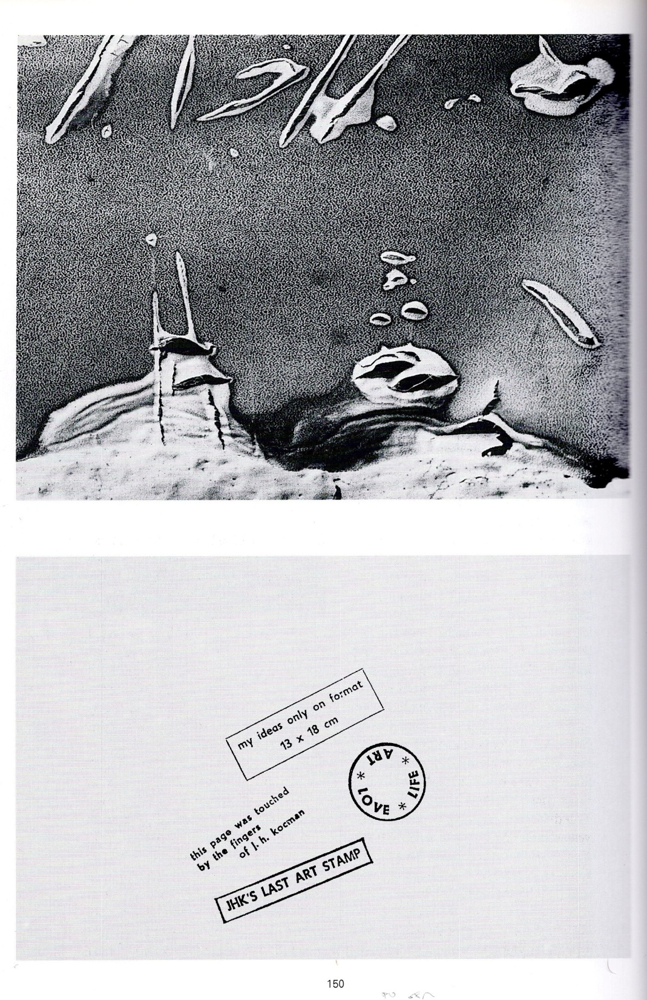 my ideas only on format
13 x 18 cm
ART * LIFE * LOVE *
this page was touched
by the fingers
of j. h. kocman
JHK'S LAST ART STAMP
150